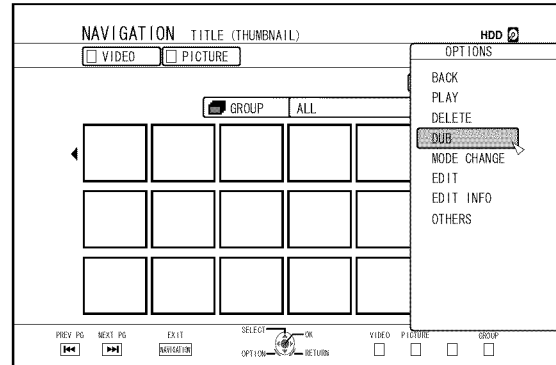 NAVIGATION TITLE (THUMBNAIL) HDD
VIDEO PICTURE
OPTIONS
BACK
PLAY
DELETE
DUB
MODE CHANGE
EDIT
EDIT INFO
OTHERS
GROUP ALL
PREV PG NEXT PG EXIT SELECT OK VIDEO PICTURE GROUP
NAVIGATION OPTION RETURN